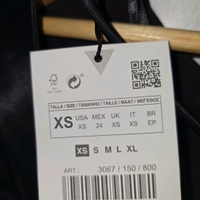 FSC
TALLA / SIZE / TAMANHO / TAILLE / MAAT / ΜΕΓΕΘΟΣ
XS
USA MEX UK IT BR
XS 24 XS XS EP
XS S M L XL
ART.:
3067 / 150 / 800